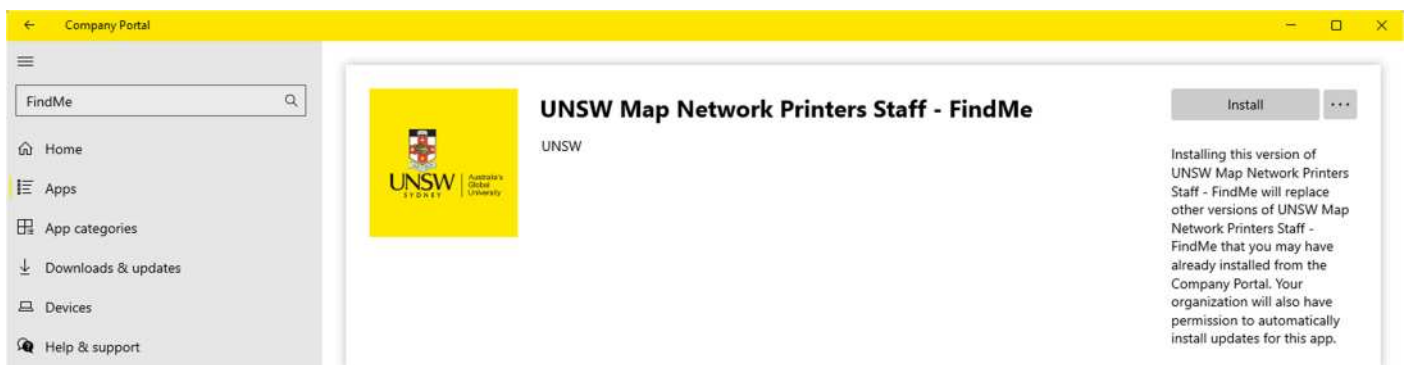 Company Portal
FindMe
Home
Apps
App categories
Downloads & updates
Devices
Help & support
UNSW
SYDNEY
Australia's
Global
University
UNSW Map Network Printers Staff - FindMe
UNSW
Install
Installing this version of
UNSW Map Network Printers
Staff - FindMe will replace
other versions of UNSW Map
Network Printers Staff -
FindMe that you may have
already installed from the
Company Portal. Your
organization will also have
permission to automatically
install updates for this app.